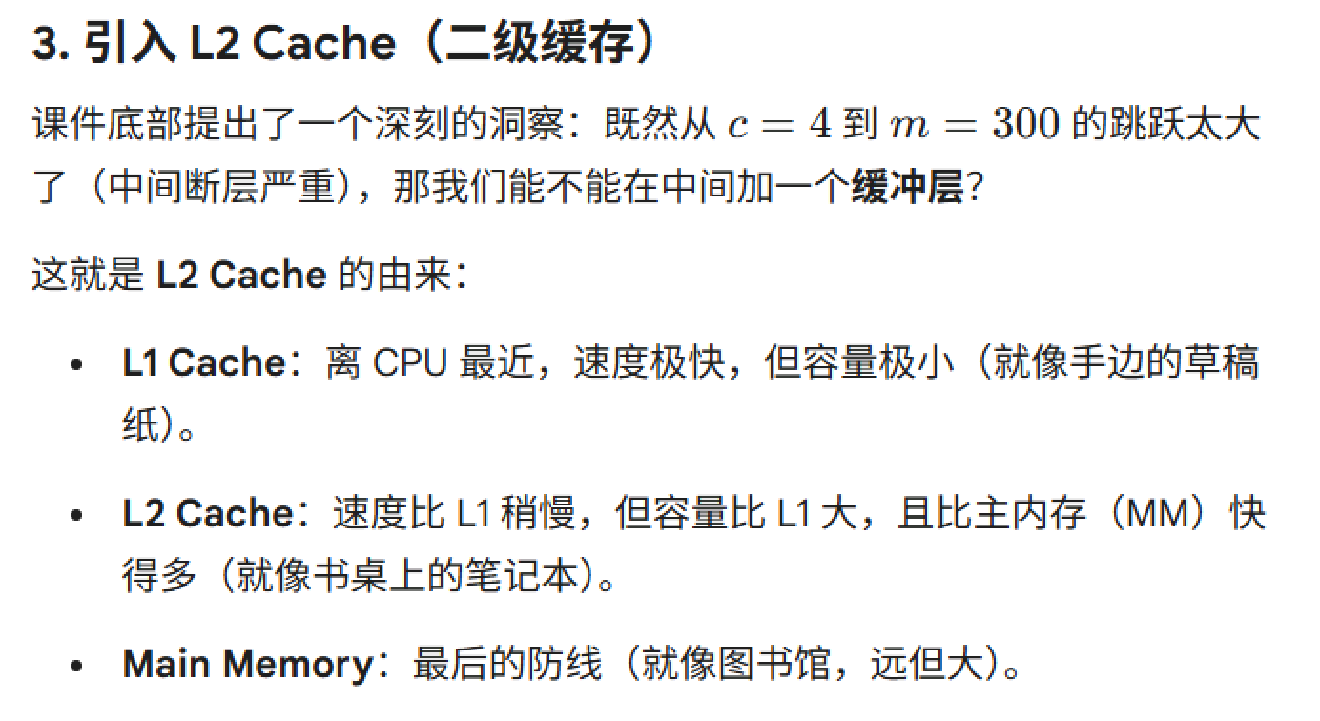 3. 引入 L2 Cache（二级缓存）
课件底部提出了一个深刻的洞察：既然从 c = 4 到 m = 300 的跳跃太大
了（中间断层严重），那我们能不能在中间加一个缓冲层？
这就是 L2 Cache 的由来：
• L1 Cache：离 CPU 最近，速度极快，但容量极小（就像手边的草稿
纸）。
• L2 Cache：速度比 L1 稍慢，但容量比 L1 大，且比主内存（MM）快
得多（就像书桌上的笔记本）。
• Main Memory：最后的防线（就像图书馆，远但大）。